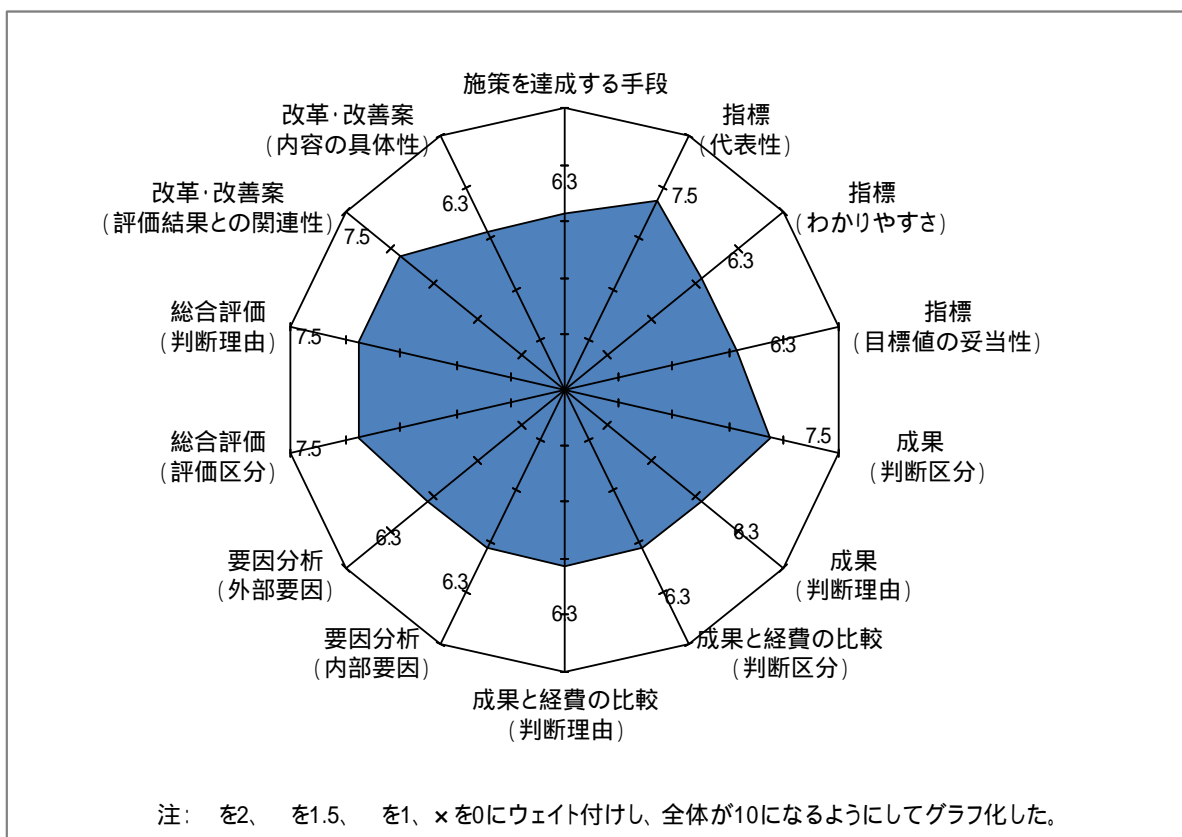 施策を達成する手段
6.3
指標
(代表性)
7.5
指標
(わかりやすさ)
6.3
指標
(目標値の妥当性)
6.3
成果
(判断区分)
7.5
成果
(判断理由)
6.3
成果と経費の比較
(判断区分)
6.3
成果と経費の比較
(判断理由)
6.3
要因分析
(内部要因)
6.3
要因分析
(外部要因)
6.3
総合評価
(評価区分)
7.5
総合評価
(判断理由)
7.5
改革・改善案
(評価結果との関連性)
7.5
改革・改善案
(内容の具体性)
6.3
注:　を2、　を1.5、　を1、×を0にウェイト付けし、全体が10になるようにしてグラフ化した。